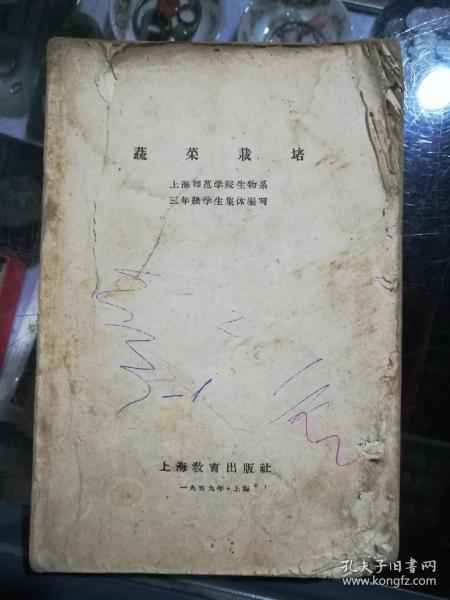 蔬菜栽培
上海师范学院生物系
三年級学生集体編写
上海教育出版社
一九五九年·上海
孔夫子旧书网
www.kongfz.com